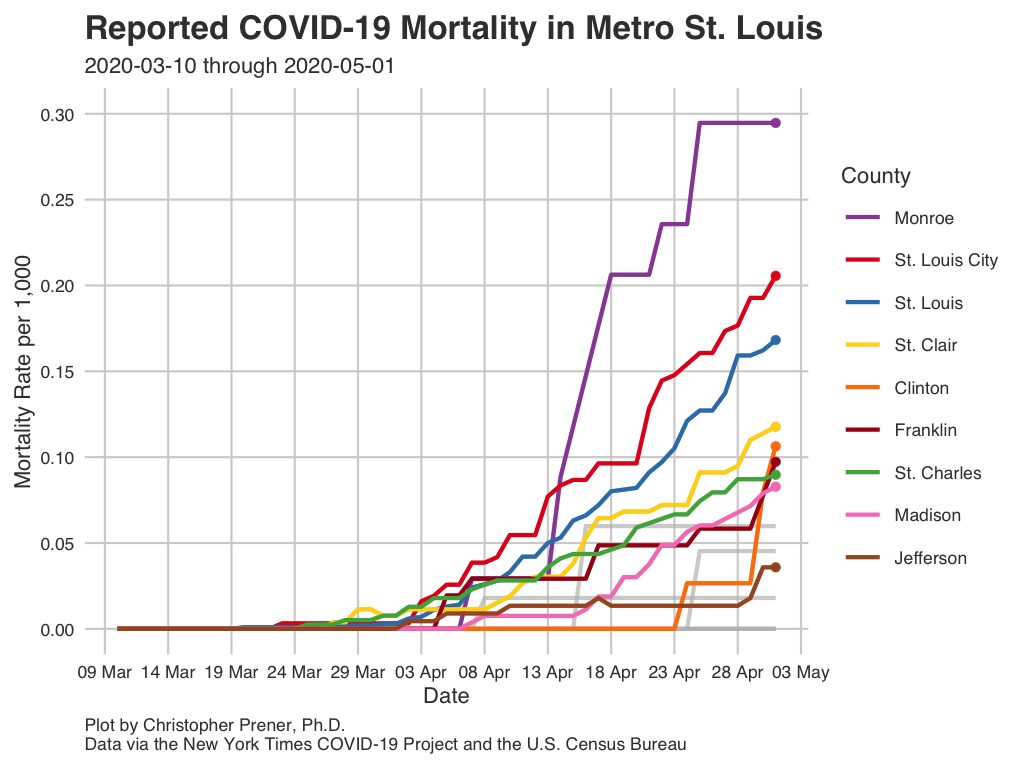 Reported COVID-19 Mortality in Metro St. Louis
2020-03-10 through 2020-05-01
Mortality Rate per 1,000
0.30
0.25
0.20
0.15
0.10
0.05
0.00
09 Mar 14 Mar 19 Mar 24 Mar 29 Mar 03 Apr 08 Apr 13 Apr 18 Apr 23 Apr 28 Apr 03 May
Date
County
Monroe
St. Louis City
St. Louis
St. Clair
Clinton
Franklin
St. Charles
Madison
Jefferson
Plot by Christopher Prener, Ph.D.
Data via the New York Times COVID-19 Project and the U.S. Census Bureau